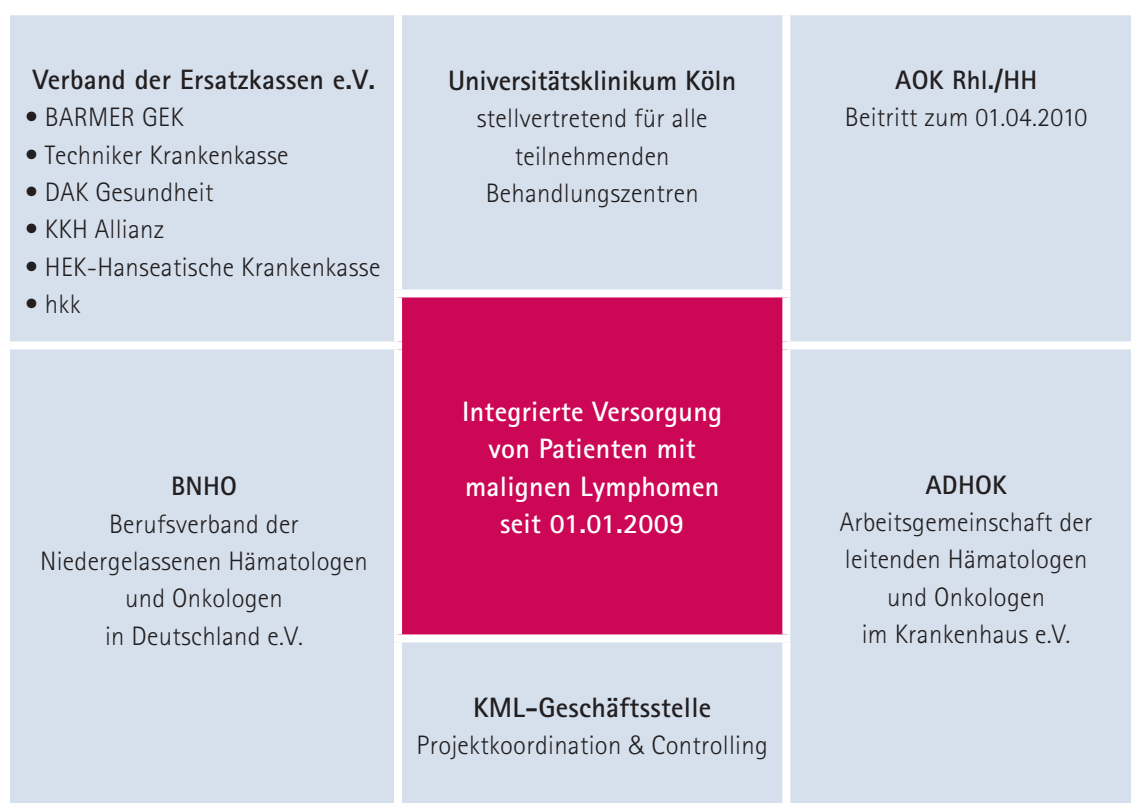 Verband der Ersatzkassen e.V.
• BARMER GEK
• Techniker Krankenkasse
• DAK Gesundheit
• KKH Allianz
• HEK-Hanseatische Krankenkasse
• hkk
Universitätsklinikum Köln
stellvertretend für alle
teilnehmenden
Behandlungszentren
AOK Rhl./HH
Beitritt zum 01.04.2010
BNHO
Berufsverband der
Niedergelassenen Hämatologen
und Onkologen
in Deutschland e.V.
Integrierte Versorgung
von Patienten mit
malignen Lymphomen
seit 01.01.2009
ADHOK
Arbeitsgemeinschaft der
leitenden Hämatologen
und Onkologen
im Krankenhaus e.V.
KML-Geschäftsstelle
Projektkoordination & Controlling